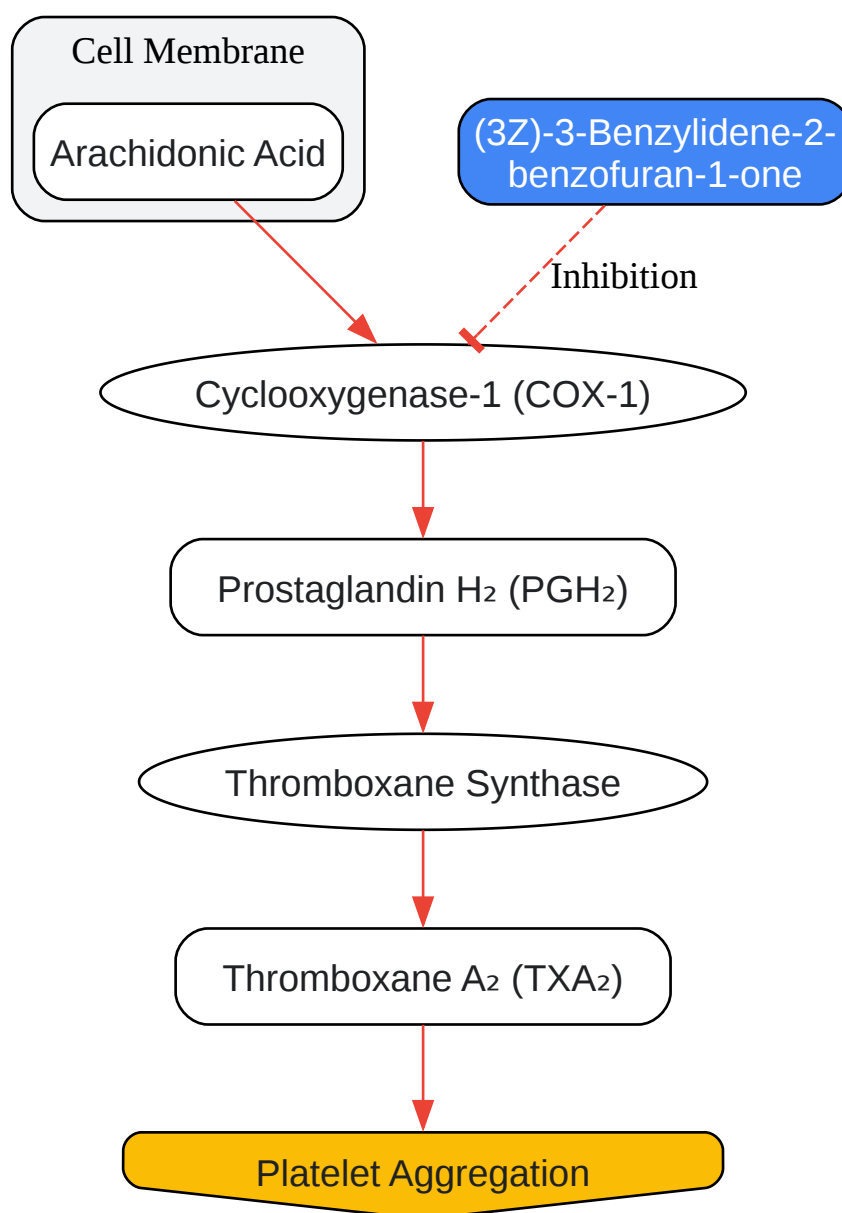 Cell Membrane
Arachidonic Acid
(3Z)-3-Benzylidene-2-
benzofuran-1-one
Inhibition
Cyclooxygenase-1 (COX-1)
Prostaglandin H₂ (PGH₂)
Thromboxane Synthase
Thromboxane A₂ (TXA₂)
Platelet Aggregation